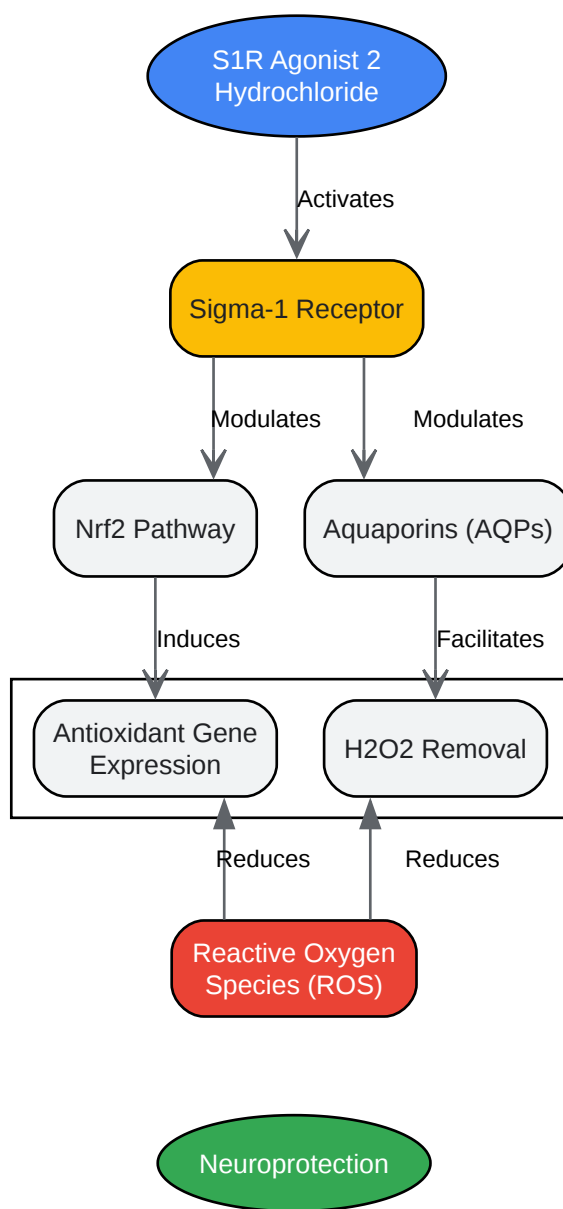 S1R Agonist 2
Hydrochloride
Activates
Sigma-1 Receptor
Modulates
Modulates
Nrf2 Pathway
Aquaporins (AQPs)
Induces
Facilitates
Antioxidant Gene
Expression
H2O2 Removal
Reduces
Reduces
Reactive Oxygen
Species (ROS)
Neuroprotection